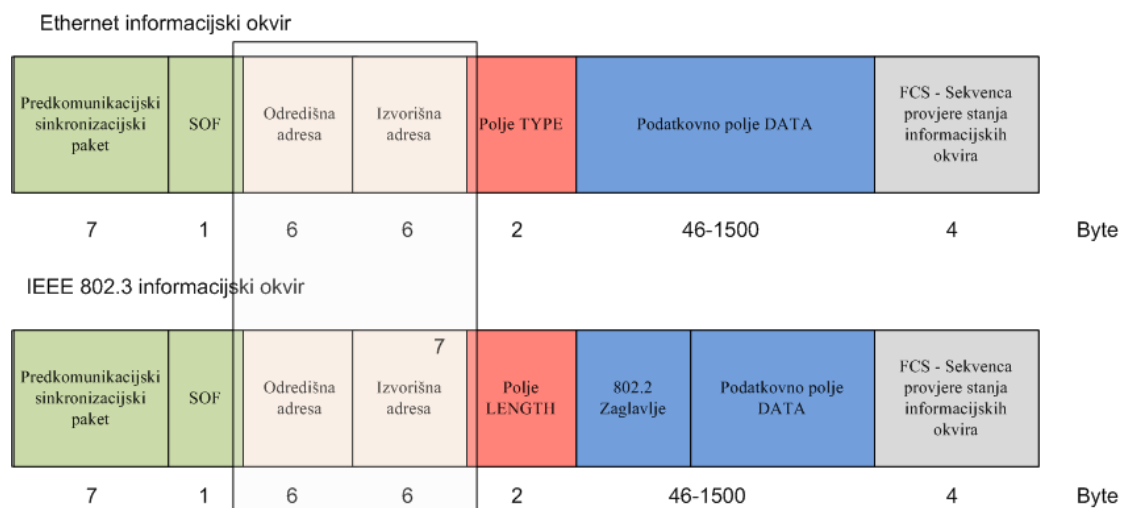 Ethernet informacijski okvir
Predkomunikacijski
sinkronizacijski
paket
SOF
Odredišna
adresa
Izvorišna
adresa
Polje TYPE
Podatkovno polje DATA
FCS - Sekvenca
provjere stanja
informacijskih
okvira
7 1 6 6 2 46-1500 4 Byte
IEEE 802.3 informacijski okvir
Predkomunikacijski
sinkronizacijski
paket
SOF
Odredišna
adresa
7
Izvorišna
adresa
Polje
LENGTH
802.2
Zaglavlje
Podatkovno polje
DATA
FCS - Sekvenca
provjere stanja
informacijskih
okvira
7 1 6 6 2 46-1500 4 Byte